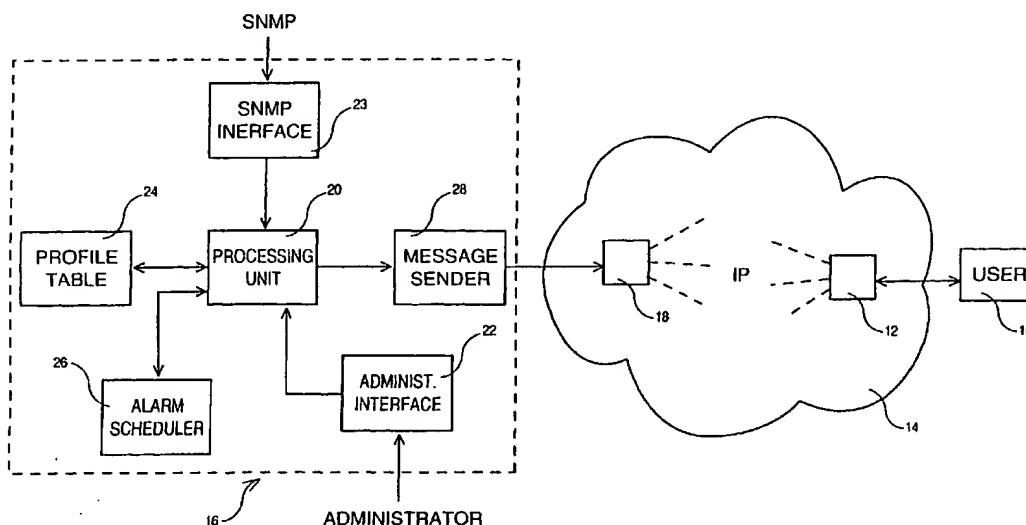 SNMP
SNMP
INERFACE
23
24
PROFILE
TABLE
20
PROCESSING
UNIT
28
MESSAGE
SENDER
18
IP
12
USER
14
26
ALARM
SCHEDULER
22
ADMINIST.
INTERFACE
16
ADMINISTRATOR